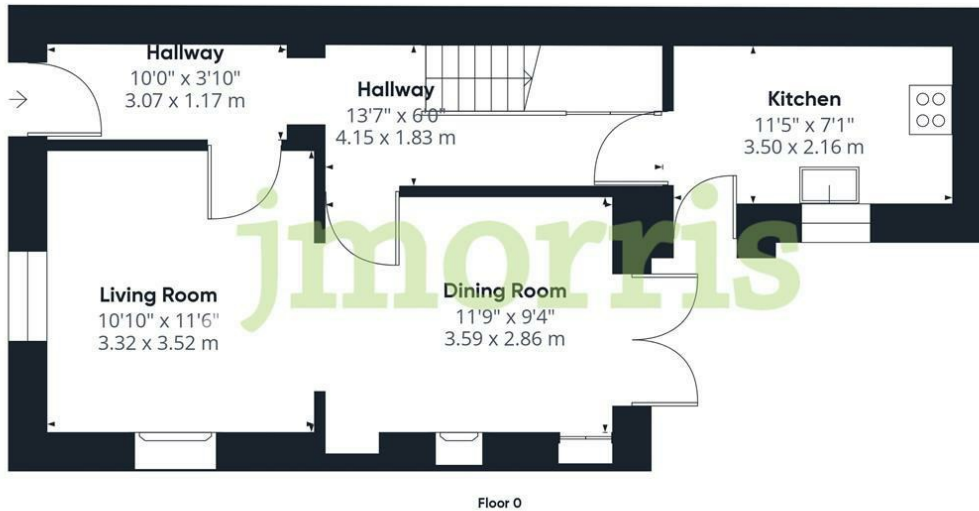 Hallway
10'0" x 3'10"
3.07 x 1.17 m
Hallway
13'7" x 6'0"
4.15 x 1.83 m
Kitchen
11'5" x 7'1"
3.50 x 2.16 m
jmorris
Living Room
10'10" x 11'6"
3.32 x 3.52 m
Dining Room
11'9" x 9'4"
3.59 x 2.86 m
Floor 0